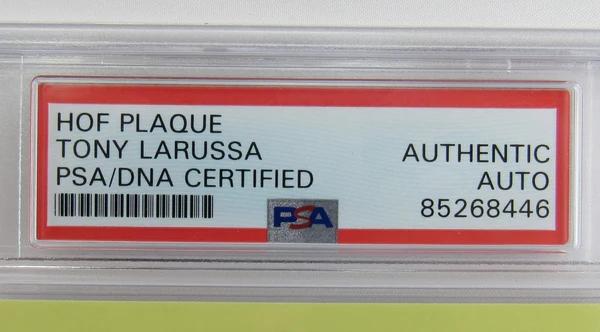 HOF PLAQUE
TONY LARUSSA
PSA/DNA CERTIFIED
AUTHENTIC
AUTO
85268446
PSA